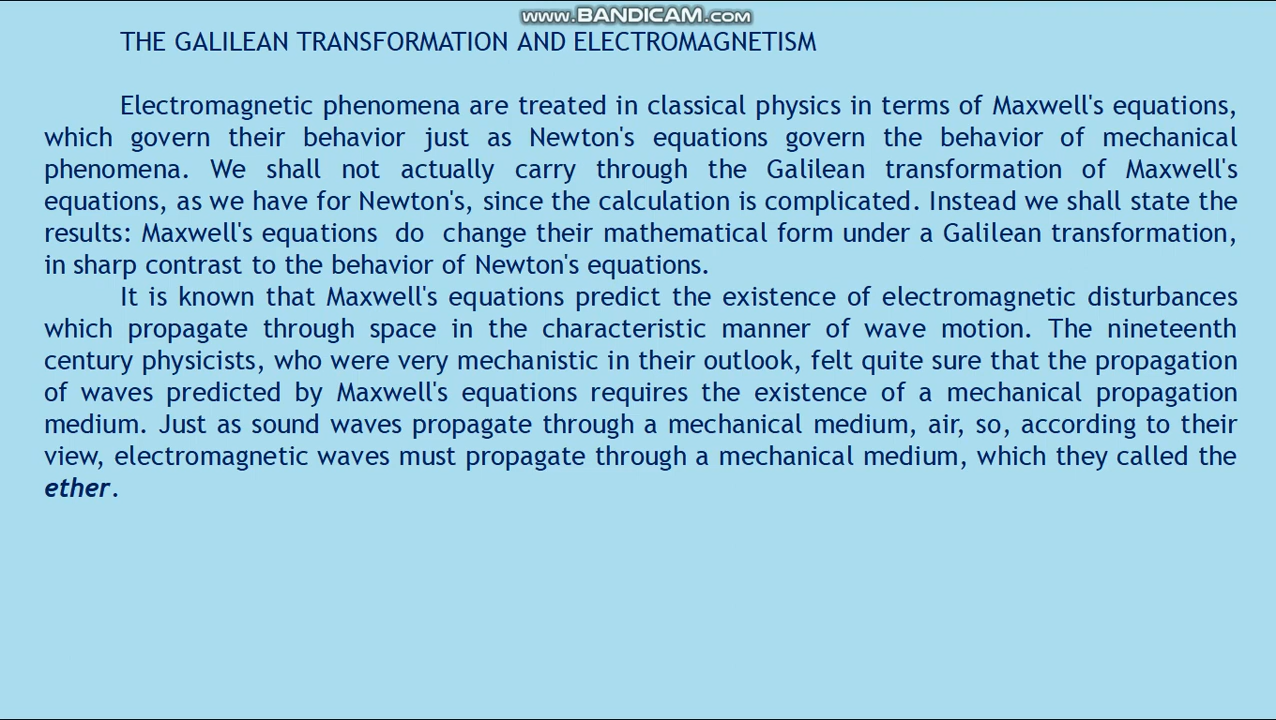 www.BANDICAM.com
THE GALILEAN TRANSFORMATION AND ELECTROMAGNETISM
Electromagnetic phenomena are treated in classical physics in terms of Maxwell's equations,
which govern their behavior just as Newton's equations govern the behavior of mechanical
phenomena. We shall not actually carry through the Galilean transformation of Maxwell's
equations, as we have for Newton's, since the calculation is complicated. Instead we shall state the
results: Maxwell's equations do change their mathematical form under a Galilean transformation,
in sharp contrast to the behavior of Newton's equations.
It is known that Maxwell's equations predict the existence of electromagnetic disturbances
which propagate through space in the characteristic manner of wave motion. The nineteenth
century physicists, who were very mechanistic in their outlook, felt quite sure that the propagation
of waves predicted by Maxwell's equations requires the existence of a mechanical propagation
medium. Just as sound waves propagate through a mechanical medium, air, so, according to their
view, electromagnetic waves must propagate through a mechanical medium, which they called the
ether.